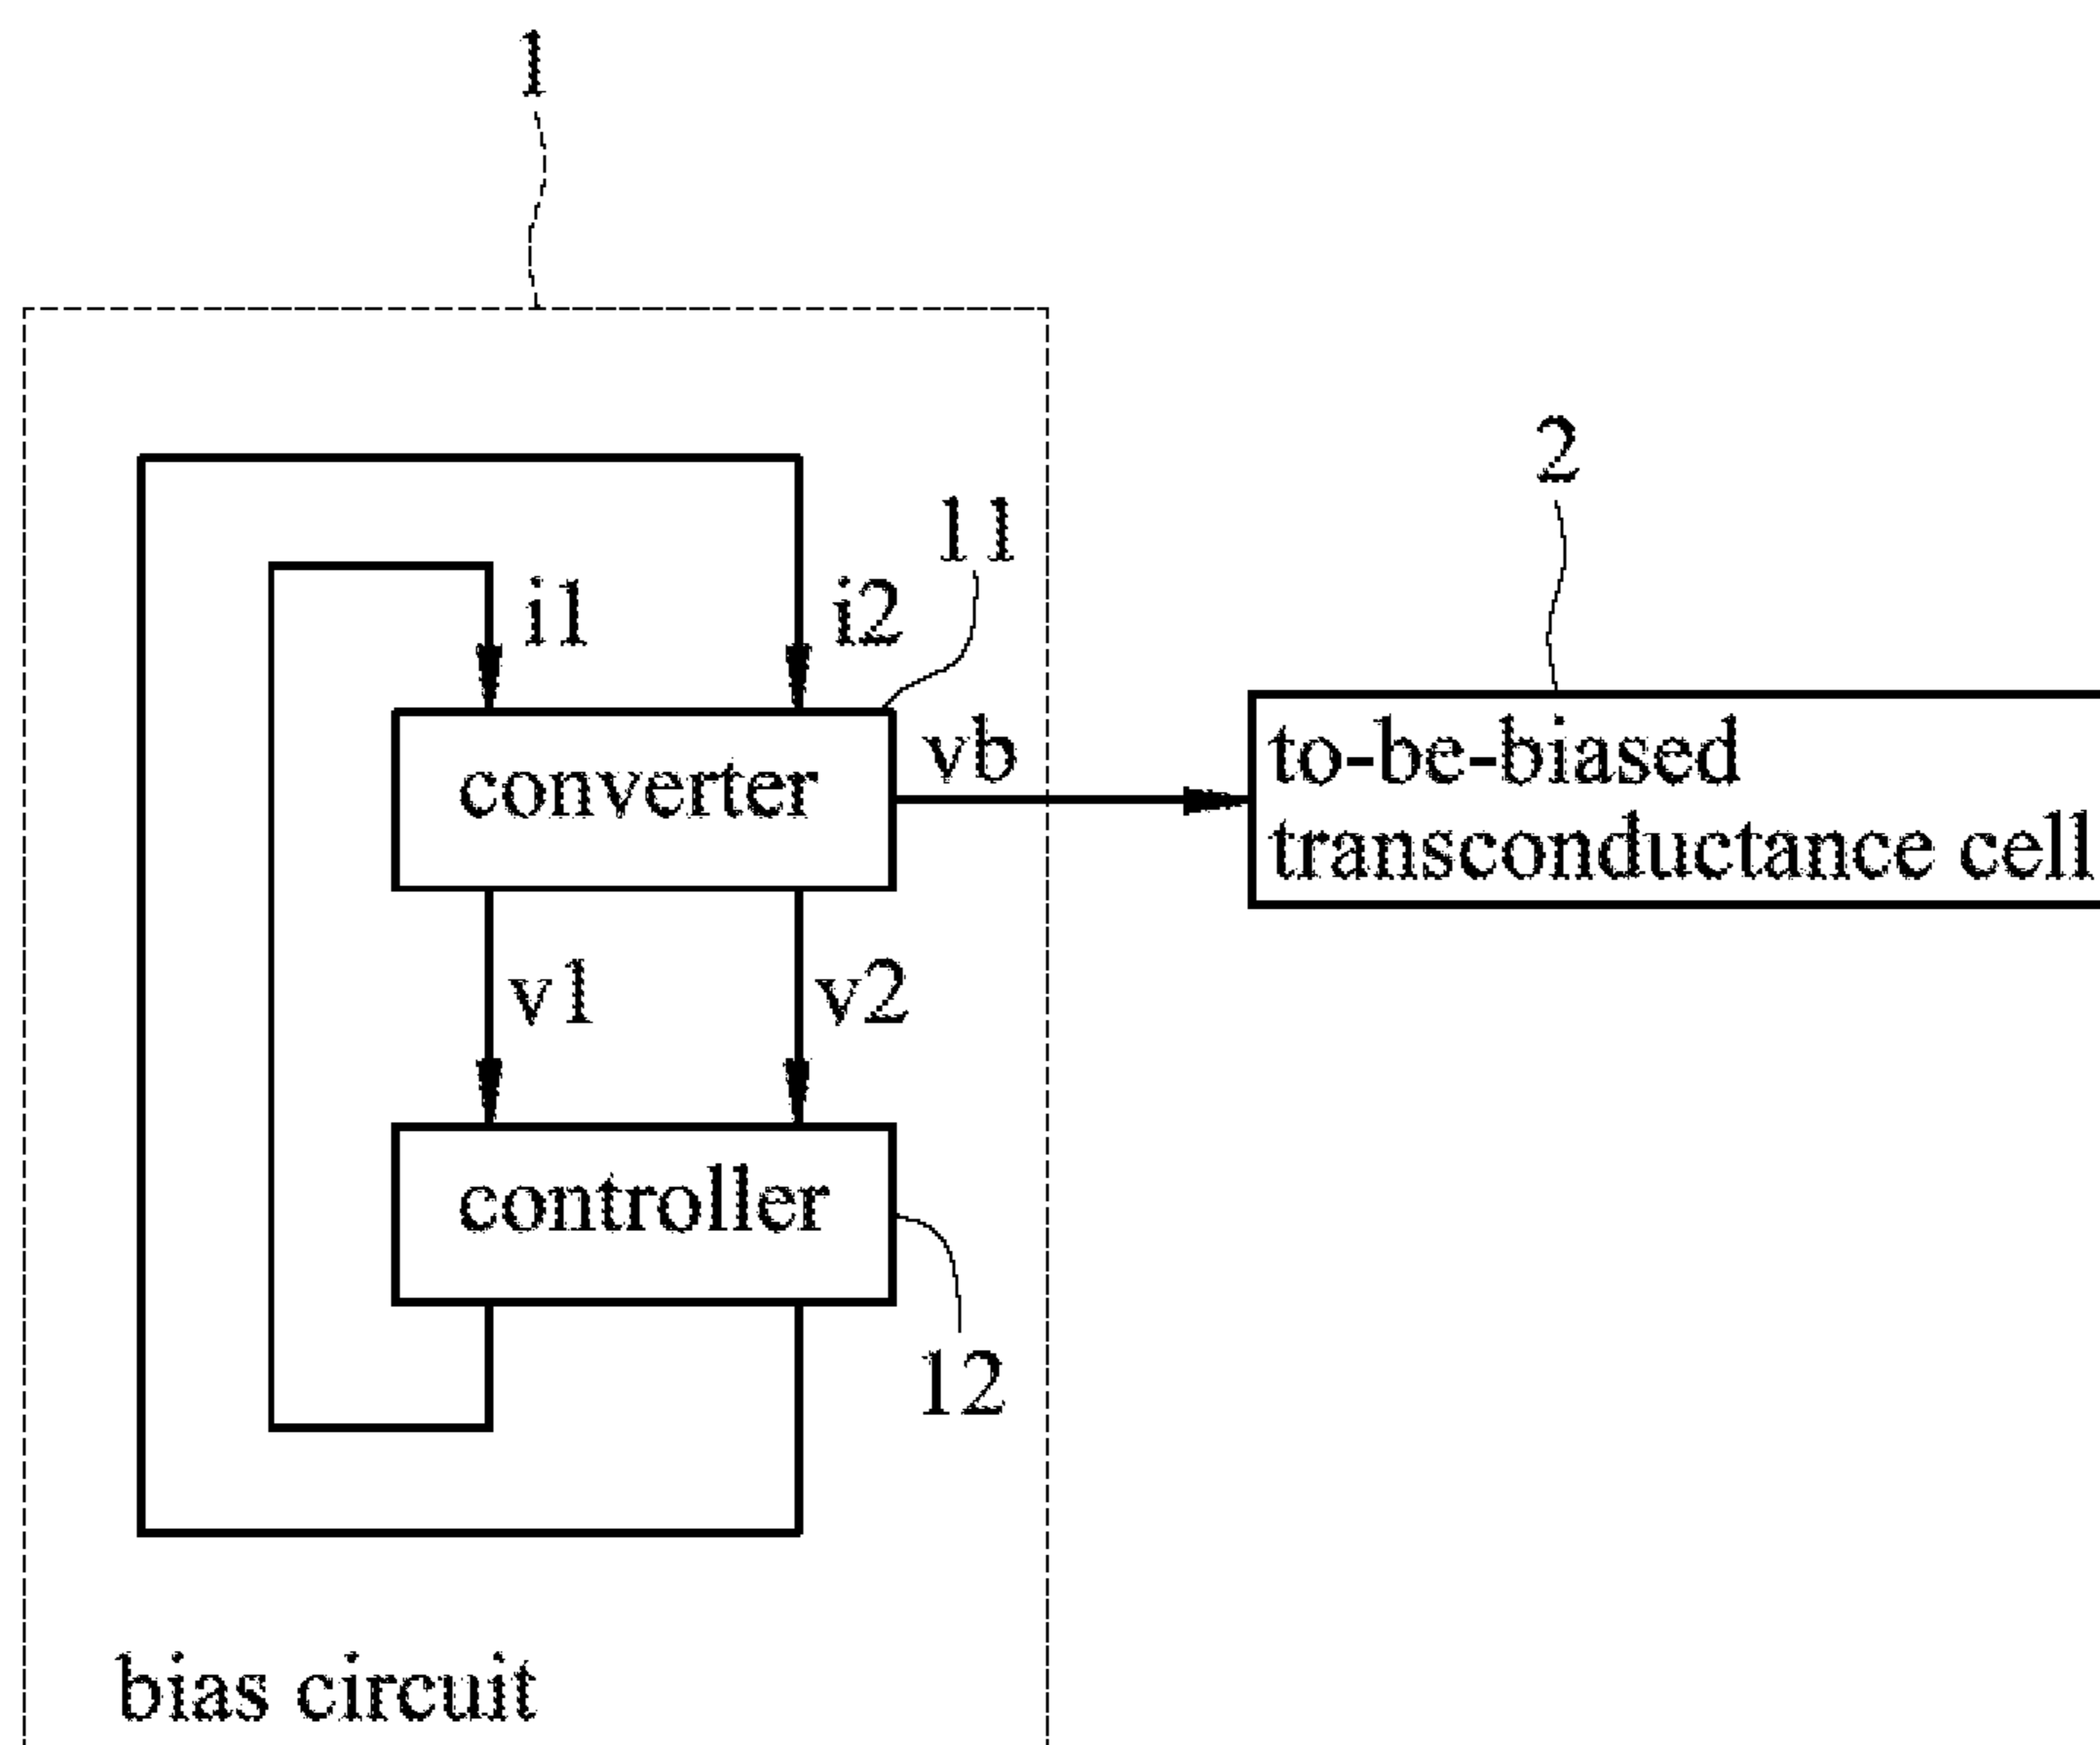 1
2
11
i1
i2
vb
to-be-biased
transconductance cell
converter
v1
v2
controller
12
bias circuit